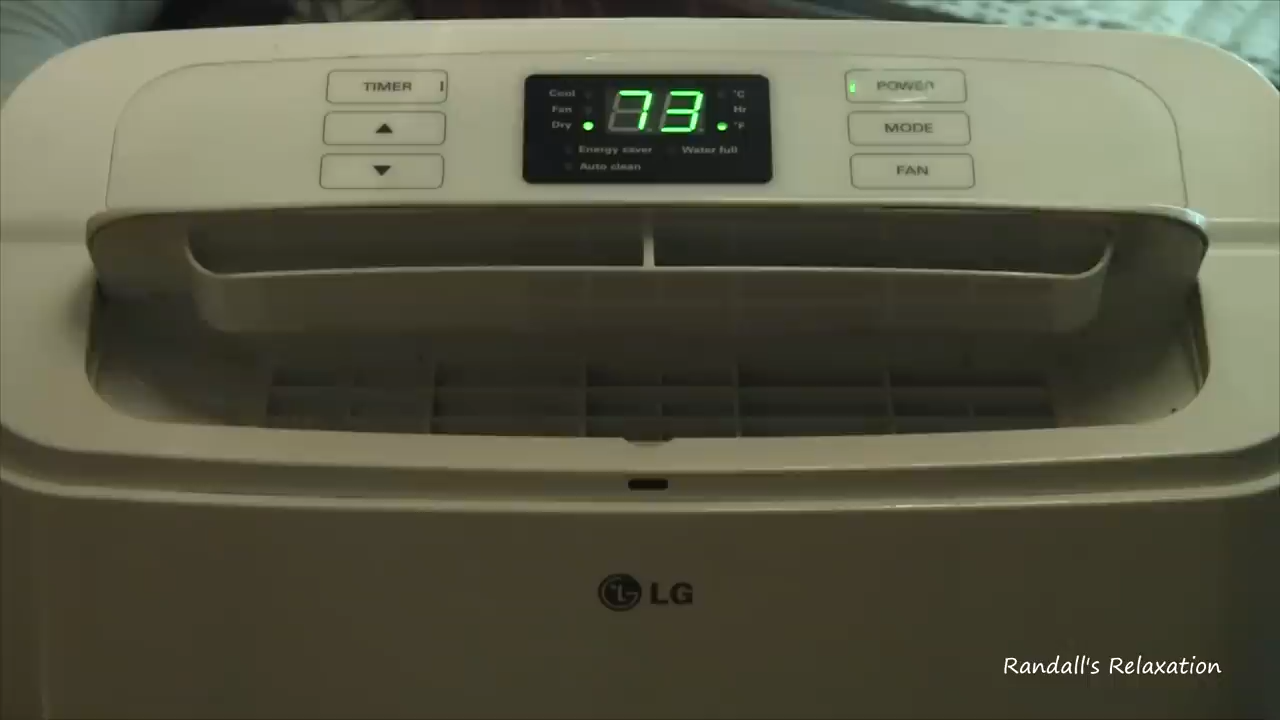 TIMER
Cool
Fan
Dry
73
°C
Hr
°F
Energy saver
Water full
Auto clean
POWER
MODE
FAN
LG
Randall's Relaxation